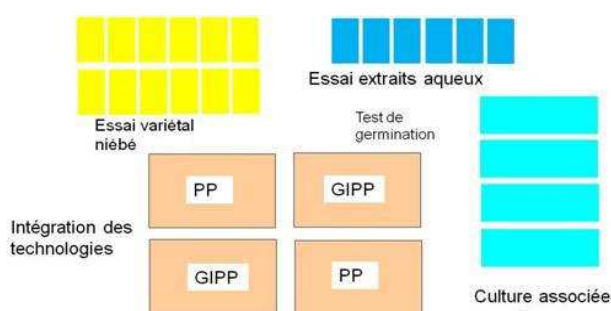 Essai extraits aqueux
Essai variétal
niébé
Test de
germination
PP
GIPP
Intégration des
technologies
GIPP
PP
Culture associée